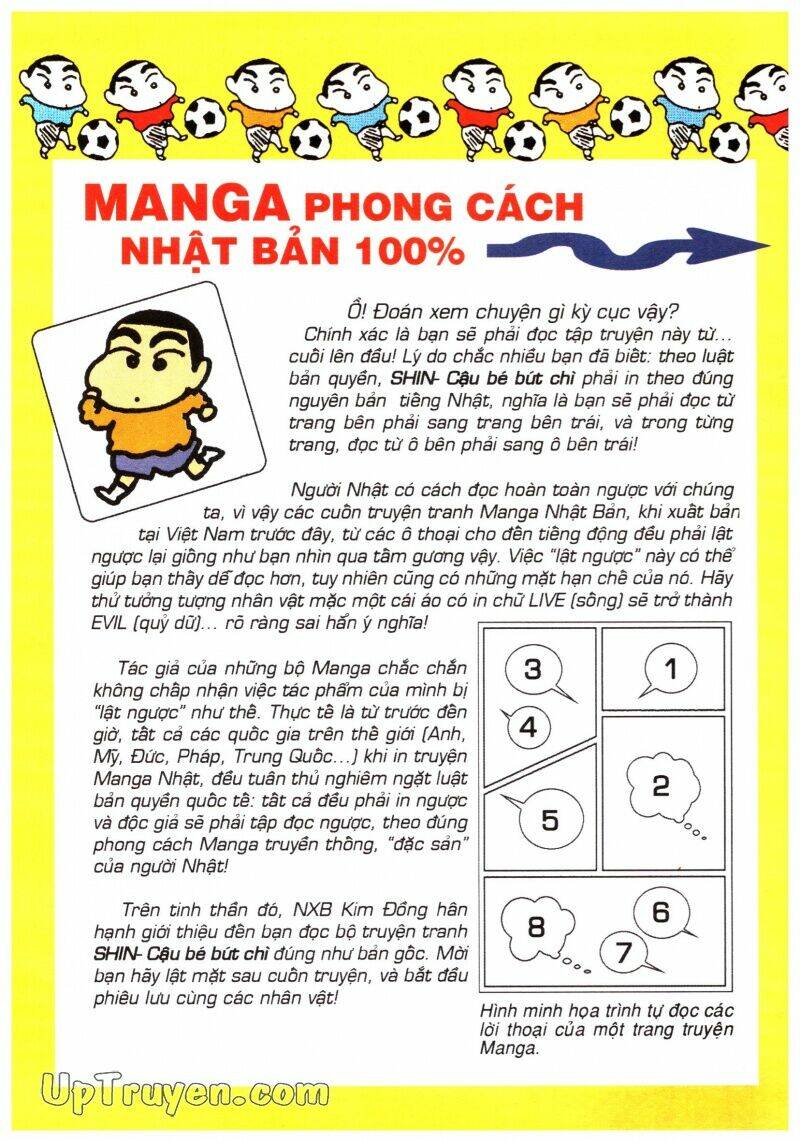 MANGA PHONG CÁCH
NHẬT BẢN 100%
Ồ! Đoán xem chuyện gì kỳ cục vậy?
Chính xác là bạn sẽ phải đọc tập truyện này từ...
cuối lên đầu! Lý do chắc nhiều bạn đã biết: theo luật
bản quyền, SHIN- Cậu bé bút chì phải in theo đúng
nguyên bản tiếng Nhật, nghĩa là bạn sẽ phải đọc từ
trang bên phải sang trang bên trái, và trong từng
trang, đọc từ ô bên phải sang ô bên trái!
Người Nhật có cách đọc hoàn toàn ngược với chúng
ta, vì vậy các cuốn truyện tranh Manga Nhật Bản, khi xuất bản
tại Việt Nam trước đây, từ các ô thoại cho đến tiếng động đều phải lật
ngược lại giống như bạn nhìn qua tấm gương vậy. Việc "lật ngược" này có thể
giúp bạn thấy dễ đọc hơn, tuy nhiên cũng có những mặt hạn chế của nó. Hãy
thử tưởng tượng nhân vật mặc một cái áo có in chữ LIVE (sống) sẽ trở thành
EVIL (quỷ dữ)... rõ ràng sai hẳn ý nghĩa!
Tác giả của những bộ Manga chắc chắn
không chấp nhận việc tác phẩm của mình bị
"lật ngược" như thế. Thực tế là từ trước đến
giờ, tất cả các quốc gia trên thế giới (Anh,
Mỹ, Đức, Pháp, Trung Quốc...) khi in truyện
Manga Nhật, đều tuân thủ nghiêm ngặt luật
bản quyền quốc tế: tất cả đều phải in ngược
và độc giả sẽ phải tập đọc ngược, theo đúng
phong cách Manga truyền thống, "đặc sản"
của người Nhật!
Trên tinh thần đó, NXB Kim Đồng hân
hạnh giới thiệu đến bạn đọc bộ truyện tranh
SHIN- Cậu bé bút chì đúng như bản gốc. Mời
bạn hãy lật mặt sau cuốn truyện, và bắt đầu
phiêu lưu cùng các nhân vật!
3
1
4
2
5
6
8
7
Hình minh họa trình tự đọc các
lời thoại của một trang truyện
Manga.
UpTruyen.com